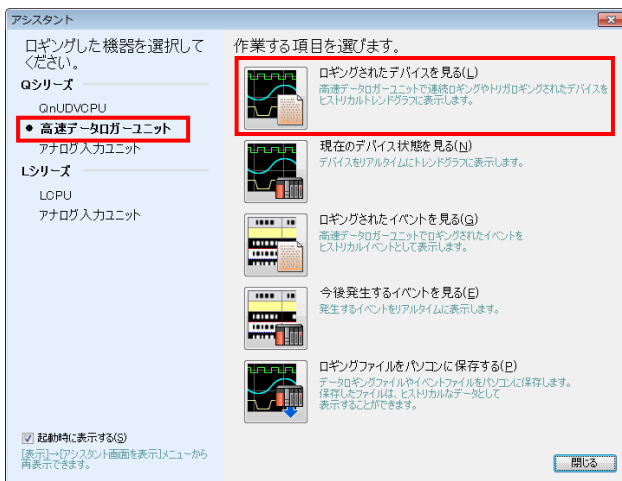 アシスタント
ロギングした機器を選択して
ください。
Qシリーズ
QnUDVCPU
● 高速データロガーユニット
アナログ入力ユニット
Lシリーズ
LCPU
アナログ入力ユニット
起動時に表示する(S)
[表示]→[アシスタント画面を表示]メニューから
再表示できます。
作業する項目を選びます。
ロギングされたデバイスを見る(L)
高速データロガーユニットで連続ロギングやトリガロギングされたデバイスを
ヒストリカルトレンドグラフに表示します。
現在のデバイス状態を見る(N)
デバイスをリアルタイムにトレンドグラフに表示します。
ロギングされたイベントを見る(G)
高速データロガーユニットでロギングされたイベントを
ヒストリカルイベントとして表示します。
今後発生するイベントを見る(E)
発生するイベントをリアルタイムに表示します。
ロギングファイルをパソコンに保存する(P)
データロギングファイルやイベントファイルをパソコンに保存します。
保存したファイルは、ヒストリカルなデータとして
表示することができます。
閉じる